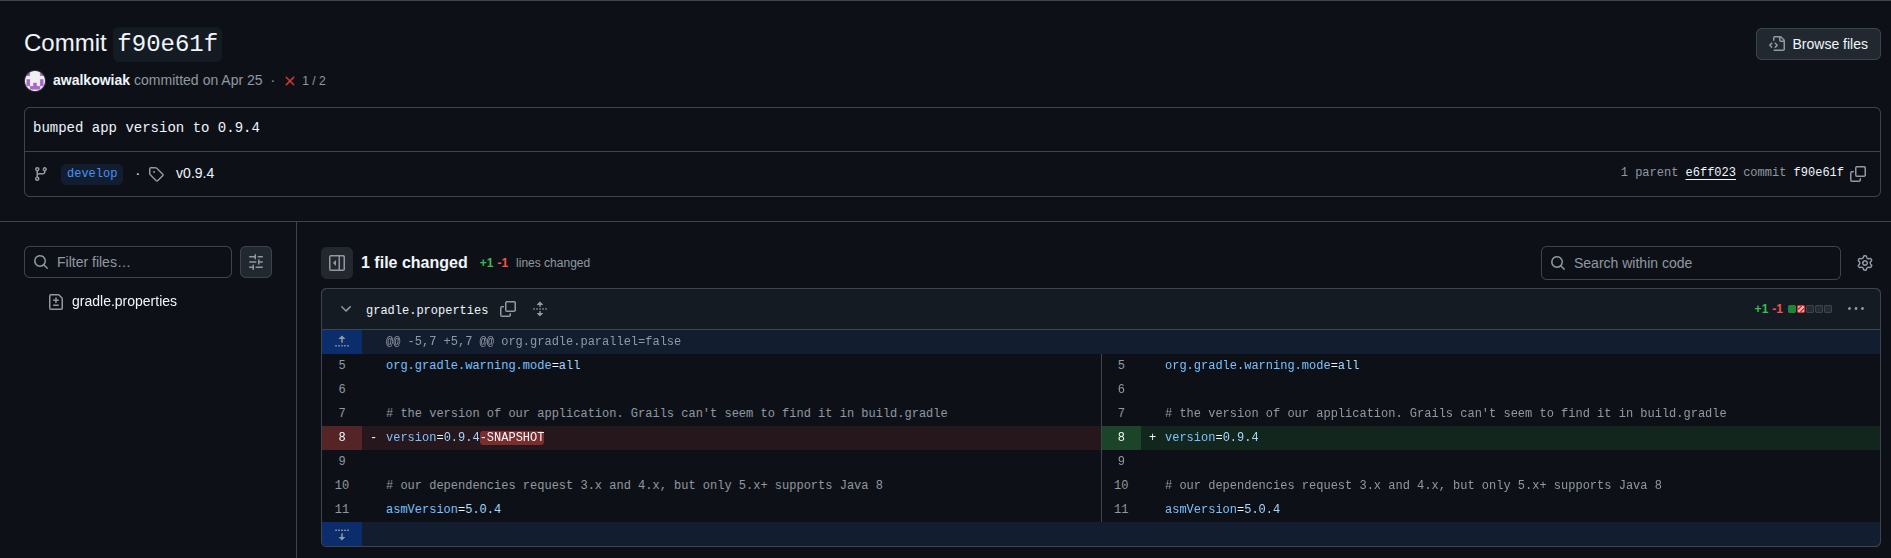 Commit f90e61f
Browse files
awalkowiak committed on Apr 25 · 1 / 2
bumped app version to 0.9.4
develop · v0.9.4
1 parent e6ff023 commit f90e61f
Filter files…
gradle.properties
1 file changed +1 -1 lines changed
Search within code
gradle.properties
+1 -1
@@ -5,7 +5,7 @@ org.gradle.parallel=false
5 org.gradle.warning.mode=all 5 org.gradle.warning.mode=all
6 6
7 # the version of our application. Grails can't seem to find it in build.gradle 7 # the version of our application. Grails can't seem to find it in build.gradle
8 - version=0.9.4-SNAPSHOT 8 + version=0.9.4
9 9
10 # our dependencies request 3.x and 4.x, but only 5.x+ supports Java 8 10 # our dependencies request 3.x and 4.x, but only 5.x+ supports Java 8
11 asmVersion=5.0.4 11 asmVersion=5.0.4